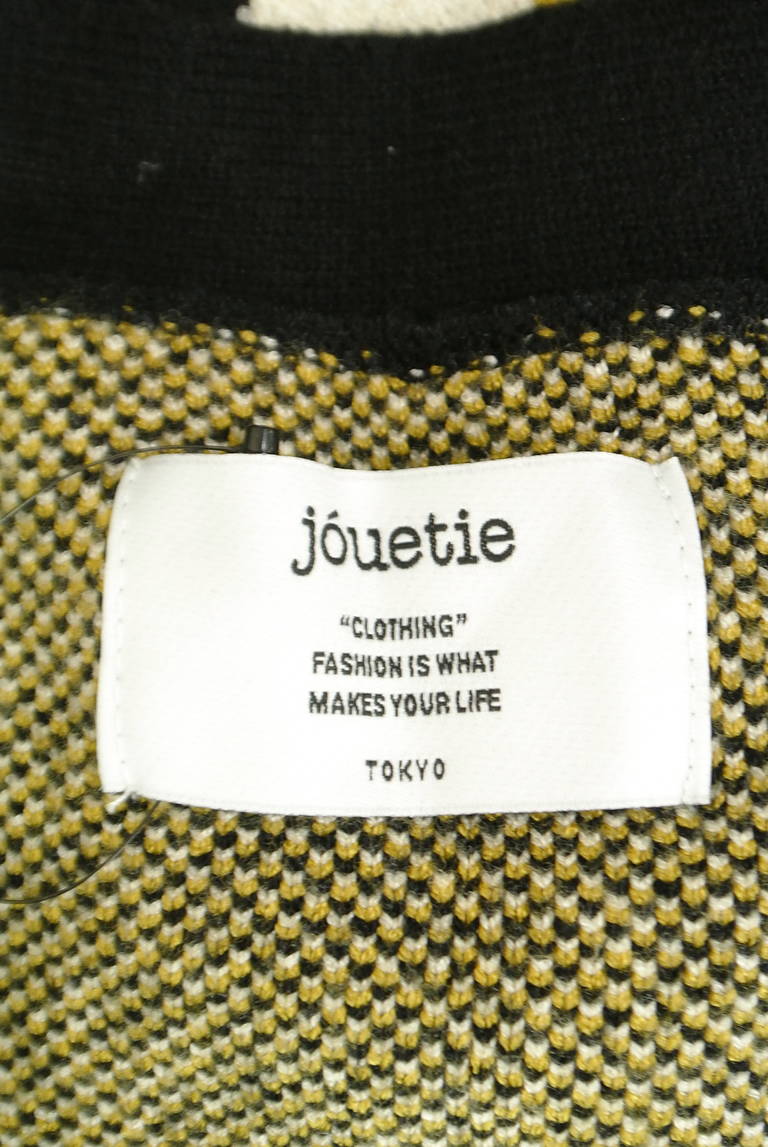 jóuetie
“CLOTHING”
FASHION IS WHAT
MAKES YOUR LIFE
TOKYO